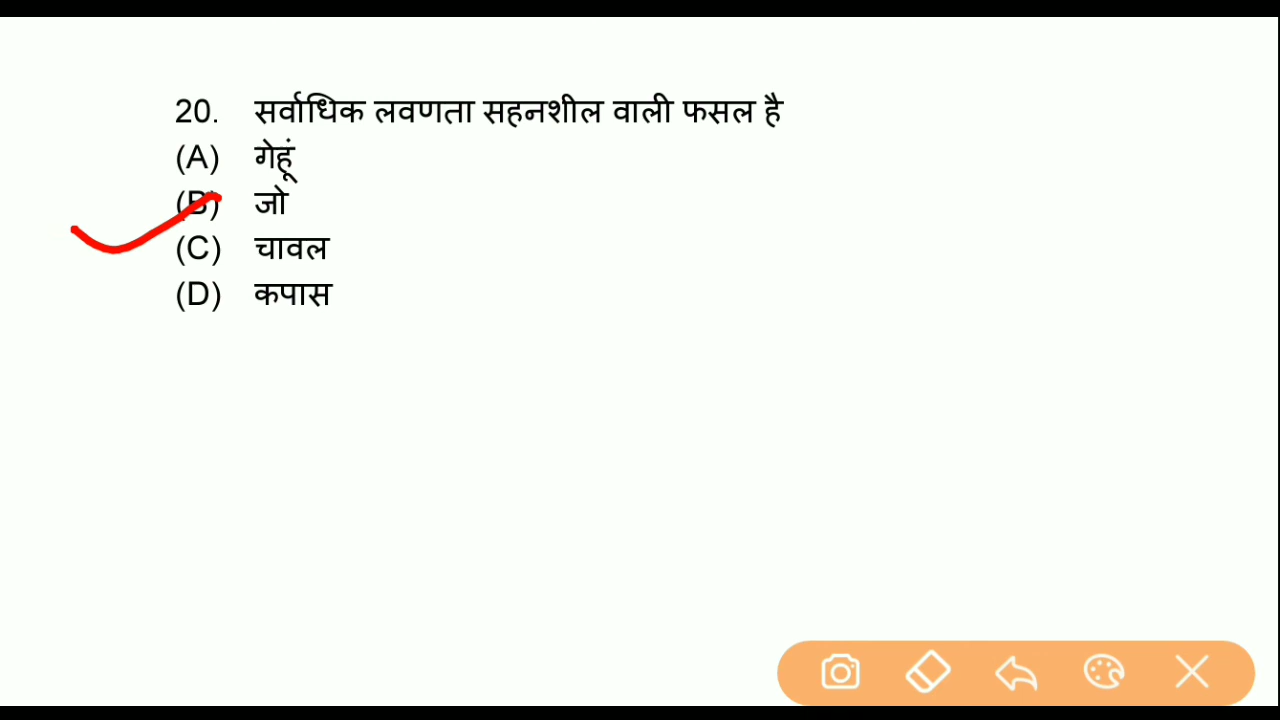 20. सर्वाधिक लवणता सहनशील वाली फसल है
(A) गेहूं
(B) जो
(C) चावल
(D) कपास